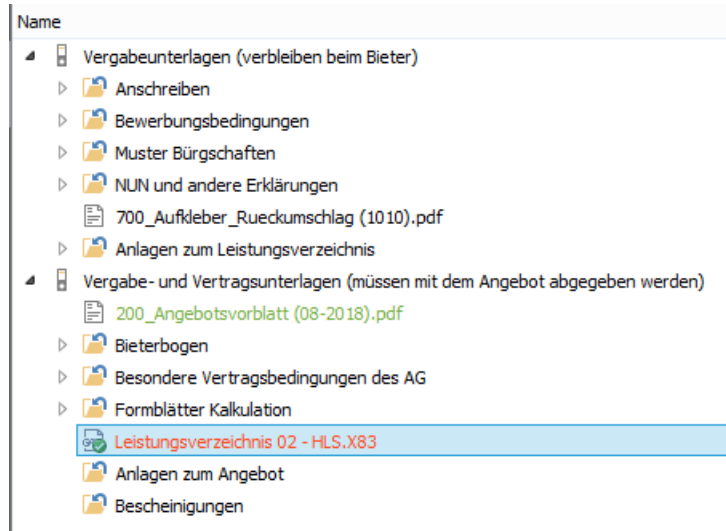 Name
Vergabeunterlagen (verbleiben beim Bieter)
Anschreiben
Bewerbungsbedingungen
Muster Bürgschaften
NUN und andere Erklärungen
700_Aufkleber_Rueckumschlag (1010).pdf
Anlagen zum Leistungsverzeichnis
Vergabe- und Vertragsunterlagen (müssen mit dem Angebot abgegeben werden)
200_Angebotsvorblatt (08-2018).pdf
Bieterbogen
Besondere Vertragsbedingungen des AG
Formblätter Kalkulation
Leistungsverzeichnis 02 - HLS.X83
Anlagen zum Angebot
Bescheinigungen